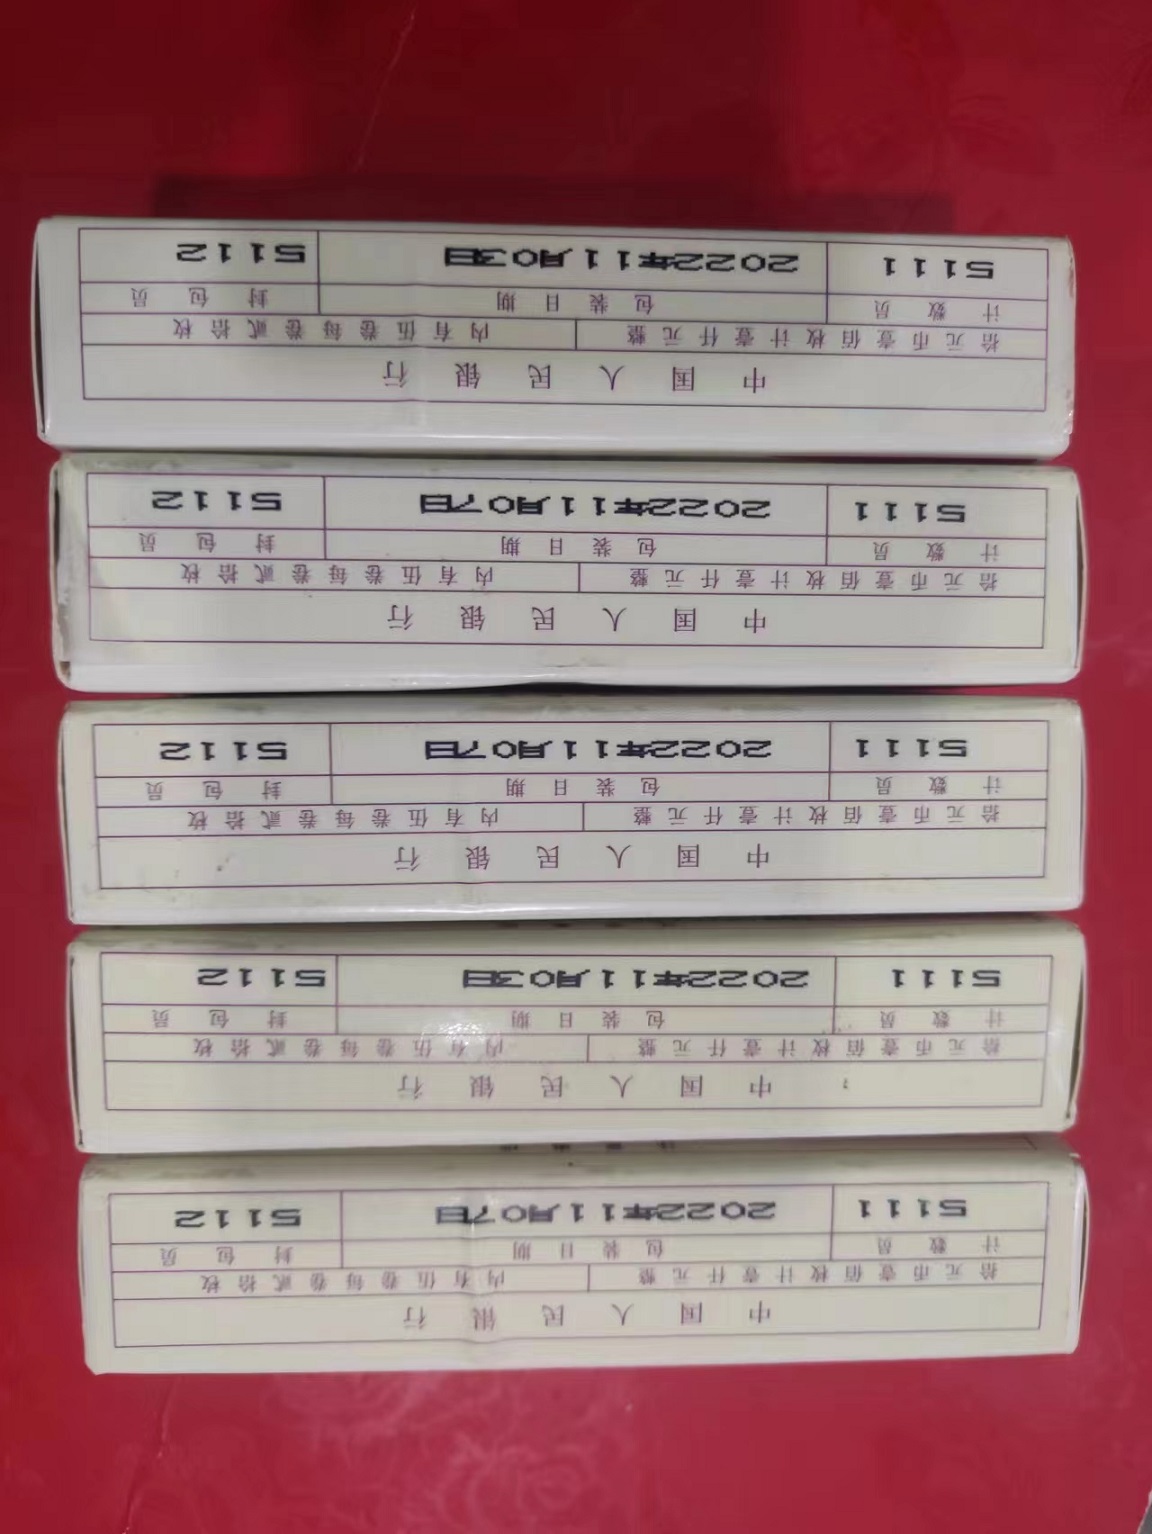 中国人民银行
拾元币壹佰枚计壹仟元整 内有伍卷每卷贰拾枚
计数员 包装日期 封包员
5111 2022年11月07日 5112
中国人民银行
拾元币壹佰枚计壹仟元整 内有伍卷每卷贰拾枚
计数员 包装日期 封包员
5111 2022年11月03日 5112
中国人民银行
拾元币壹佰枚计壹仟元整 内有伍卷每卷贰拾枚
计数员 包装日期 封包员
5111 2022年11月07日 5112
中国人民银行
拾元币壹佰枚计壹仟元整 内有伍卷每卷贰拾枚
计数员 包装日期 封包员
5111 2022年11月07日 5112
中国人民银行
拾元币壹佰枚计壹仟元整 内有伍卷每卷贰拾枚
计数员 包装日期 封包员
5111 2022年11月03日 5112